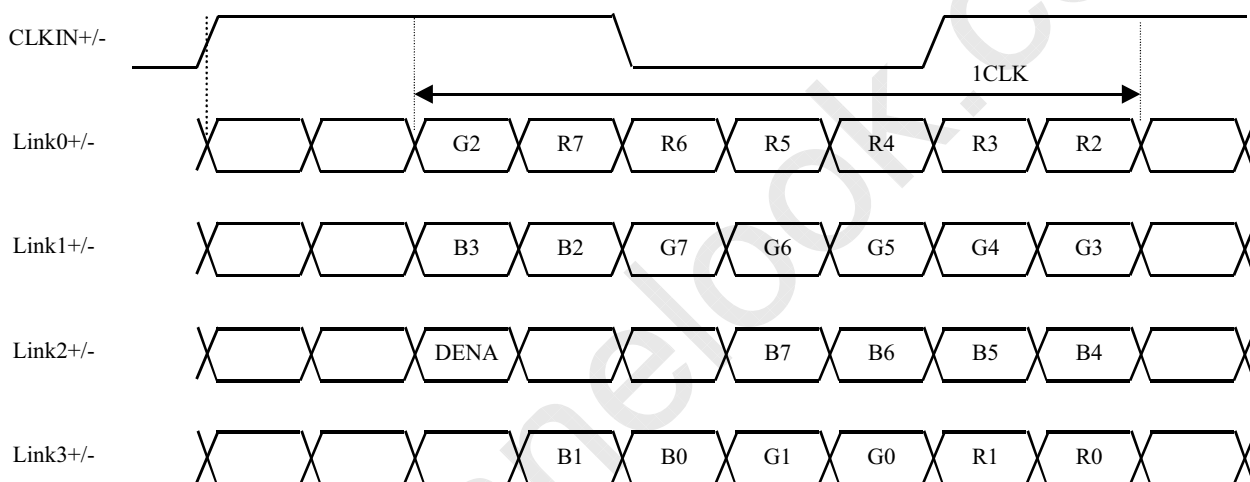 CLKIN+/-
1CLK
Link0+/- G2 R7 R6 R5 R4 R3 R2
Link1+/- B3 B2 G7 G6 G5 G4 G3
Link2+/- DENA B7 B6 B5 B4
Link3+/- B1 B0 G1 G0 R1 R0
nelook.c